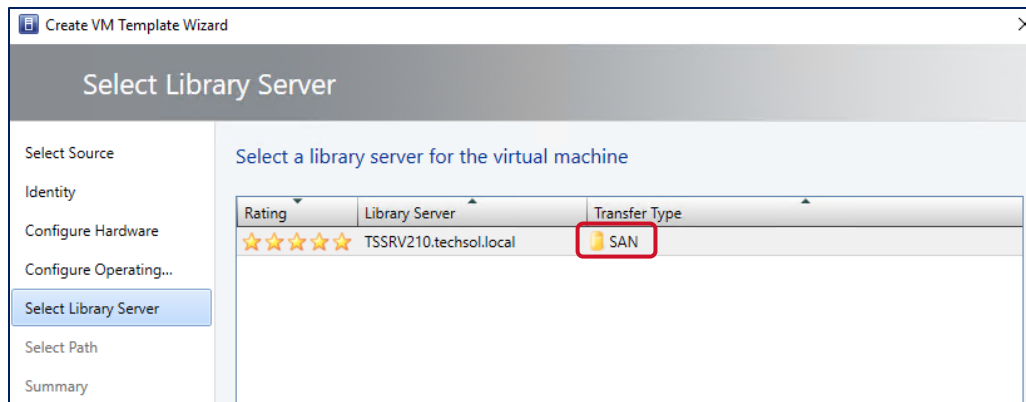 Create VM Template Wizard
Select Library Server
Select Source
Identity
Configure Hardware
Configure Operating...
Select Library Server
Select Path
Summary
Select a library server for the virtual machine
Rating Library Server Transfer Type
TSSRV210.techsol.local SAN